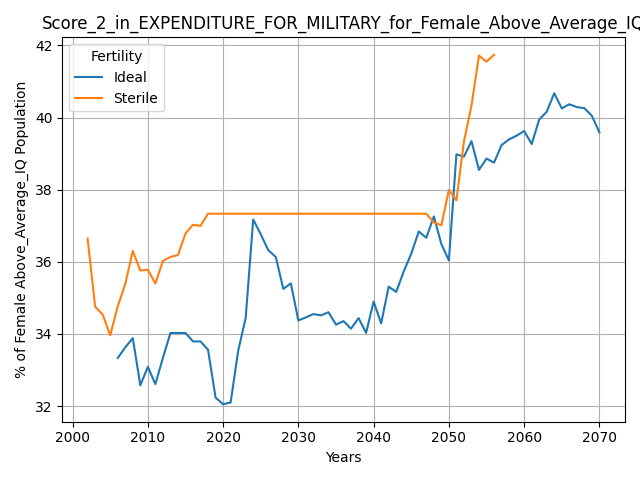 Score_2_in_EXPENDITURE_FOR_MILITARY_for_Female_Above_Average_IQ
Fertility
Ideal
Sterile
% of Female Above_Average_IQ Population
42
40
38
36
34
32
2000 2010 2020 2030 2040 2050 2060 2070
Years